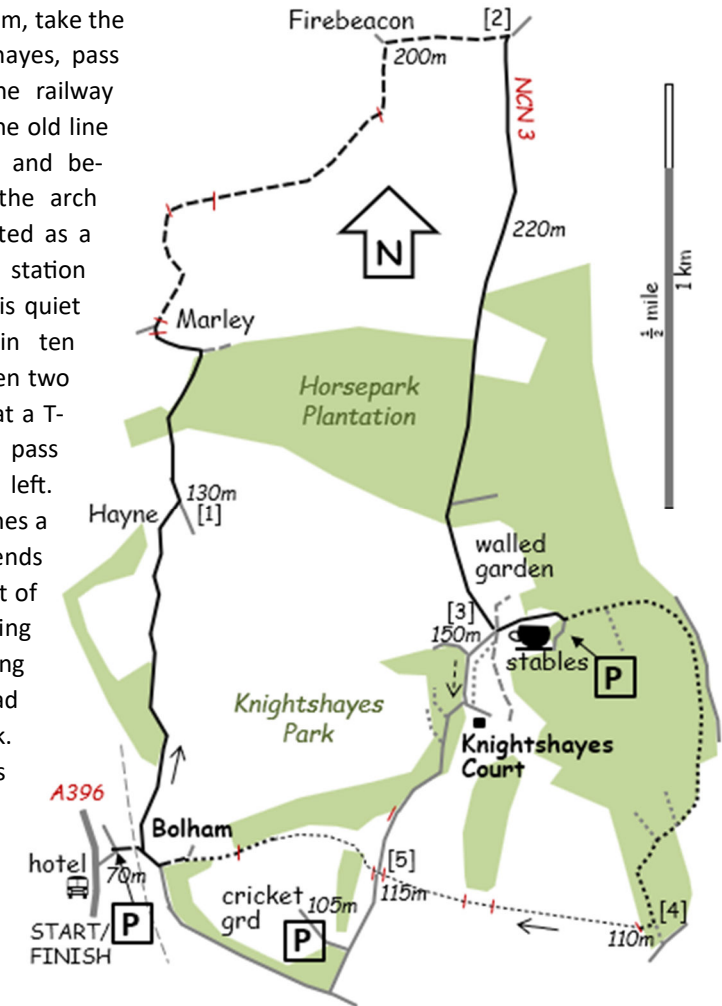 m, take the
hayes, pass
he railway
he old line
and be-
the arch
ted as a
station
is quiet
in ten
en two
at a T-
pass
left.
nes a
ends
t of
ing
ng
ad
k.
s
Firebeacon
[2]
200m
NCN 3
220m
N
½ mile
1 km
Marley
Horsepark
Plantation
130m
[1]
Hayne
walled
garden
[3]
150m
stables
P
Knightshayes
Park
Knightshayes
Court
A396
Bolham
hotel
70m
START/
FINISH
P
cricket
grd
105m
P
[5]
115m
[4]
110m